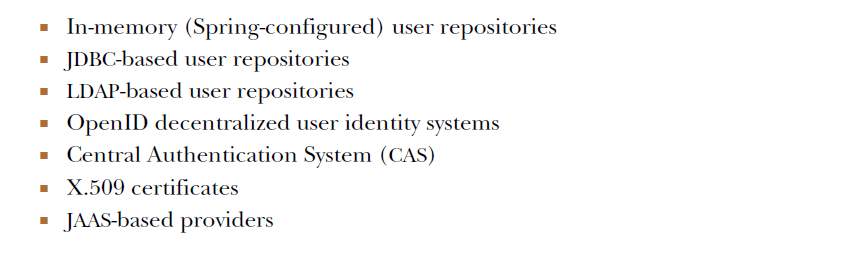 ▪ In-memory (Spring-configured) user repositories
▪ JDBC-based user repositories
▪ LDAP-based user repositories
▪ OpenID decentralized user identity systems
▪ Central Authentication System (CAS)
▪ X.509 certificates
▪ JAAS-based providers